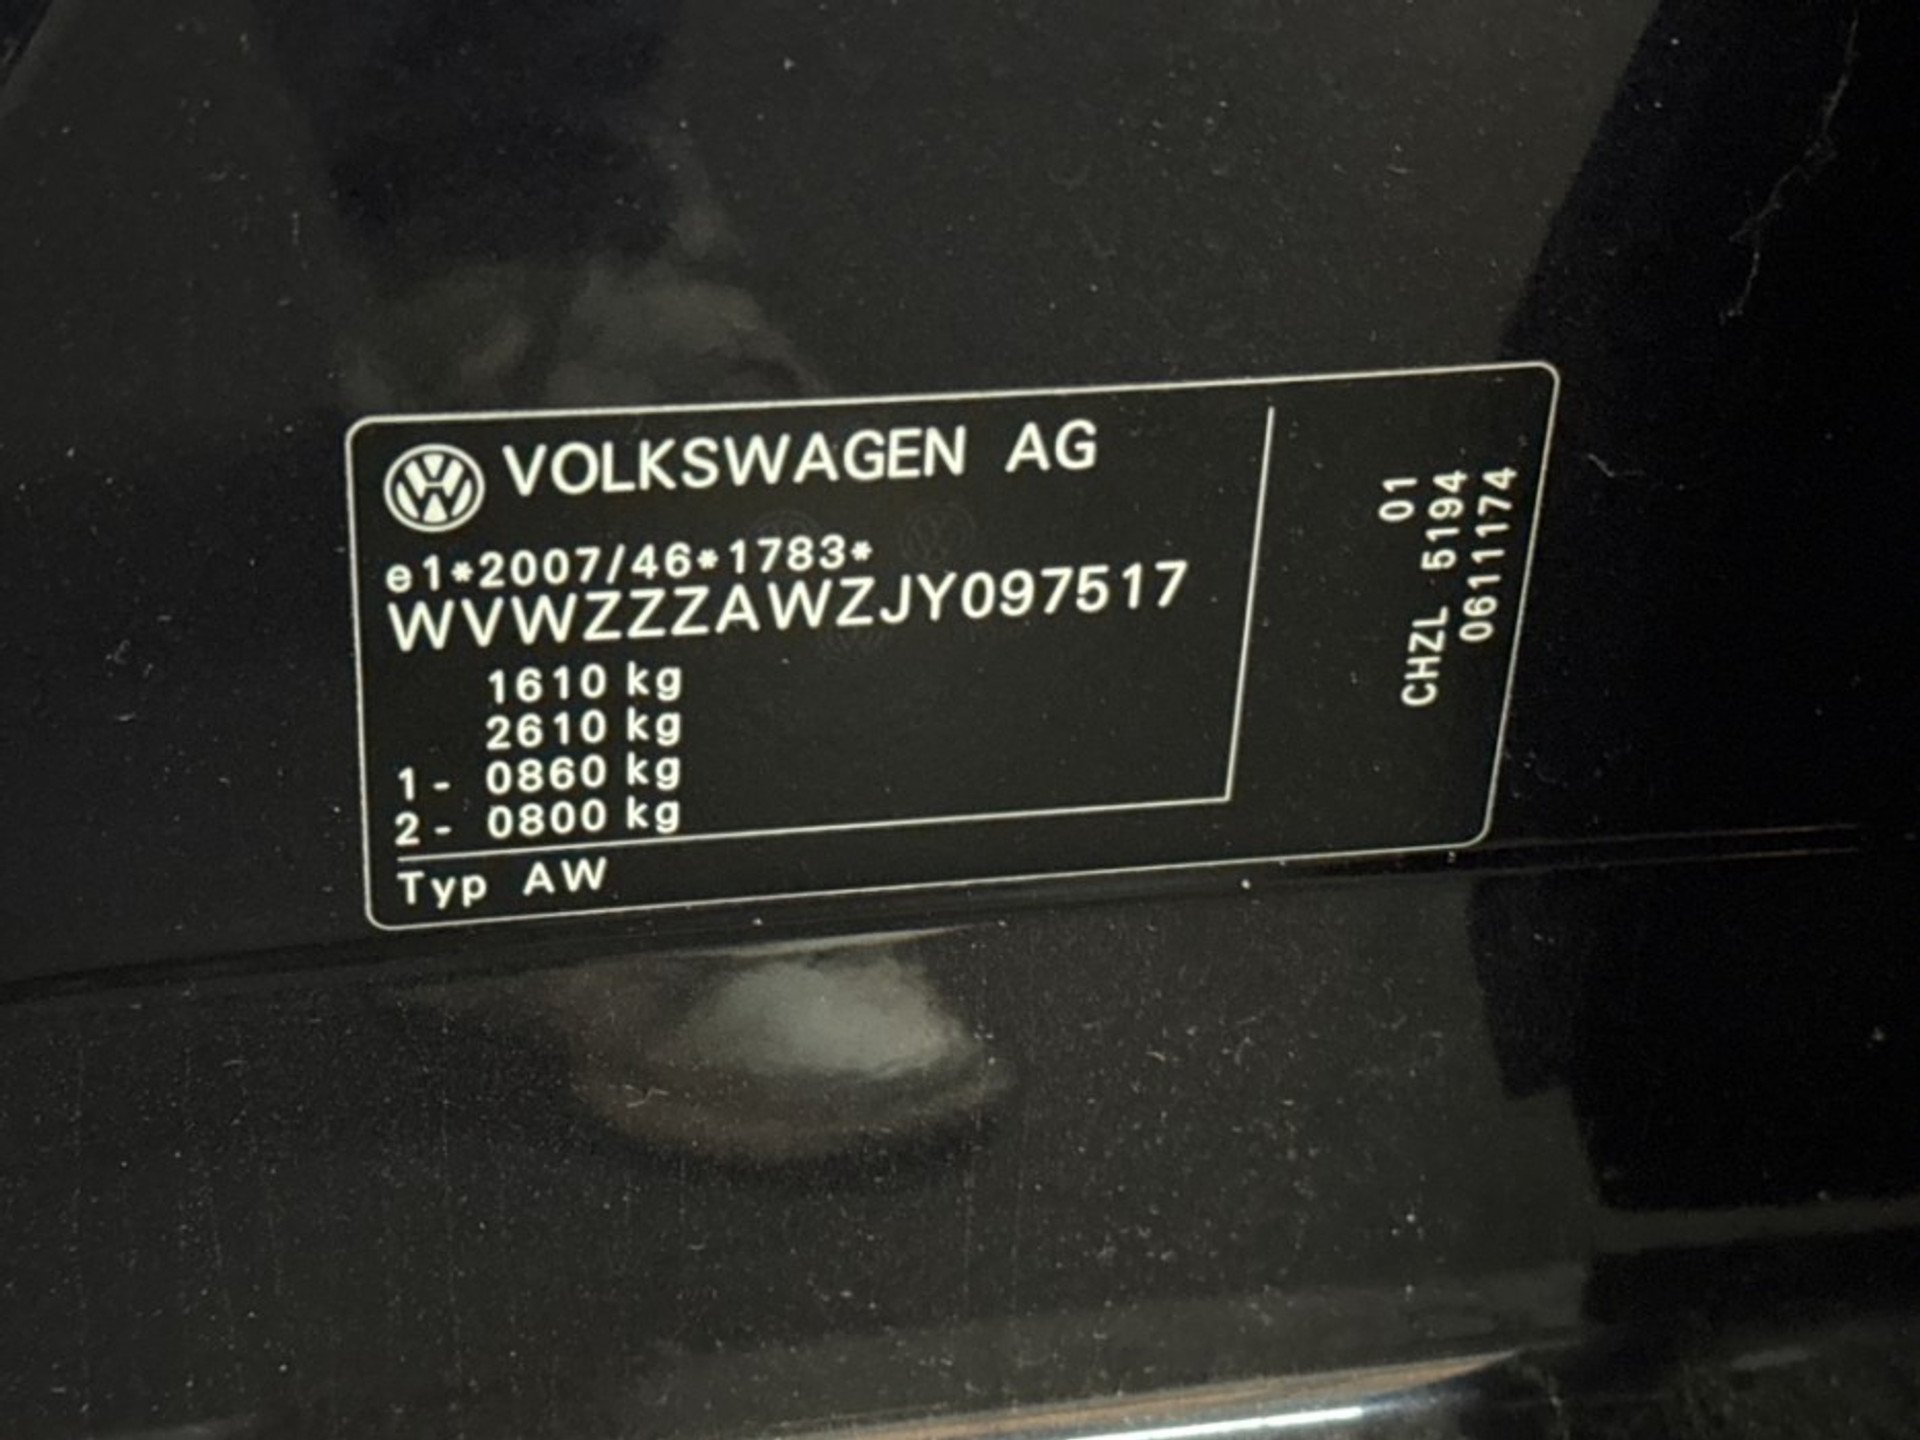 VOLKSWAGEN AG
e1*2007/46*1783*
WVWZZZAWZJY097517
1610 kg
2610 kg
1- 0860 kg
2- 0800 kg
Typ AW
01
CHZL 5194
0611174